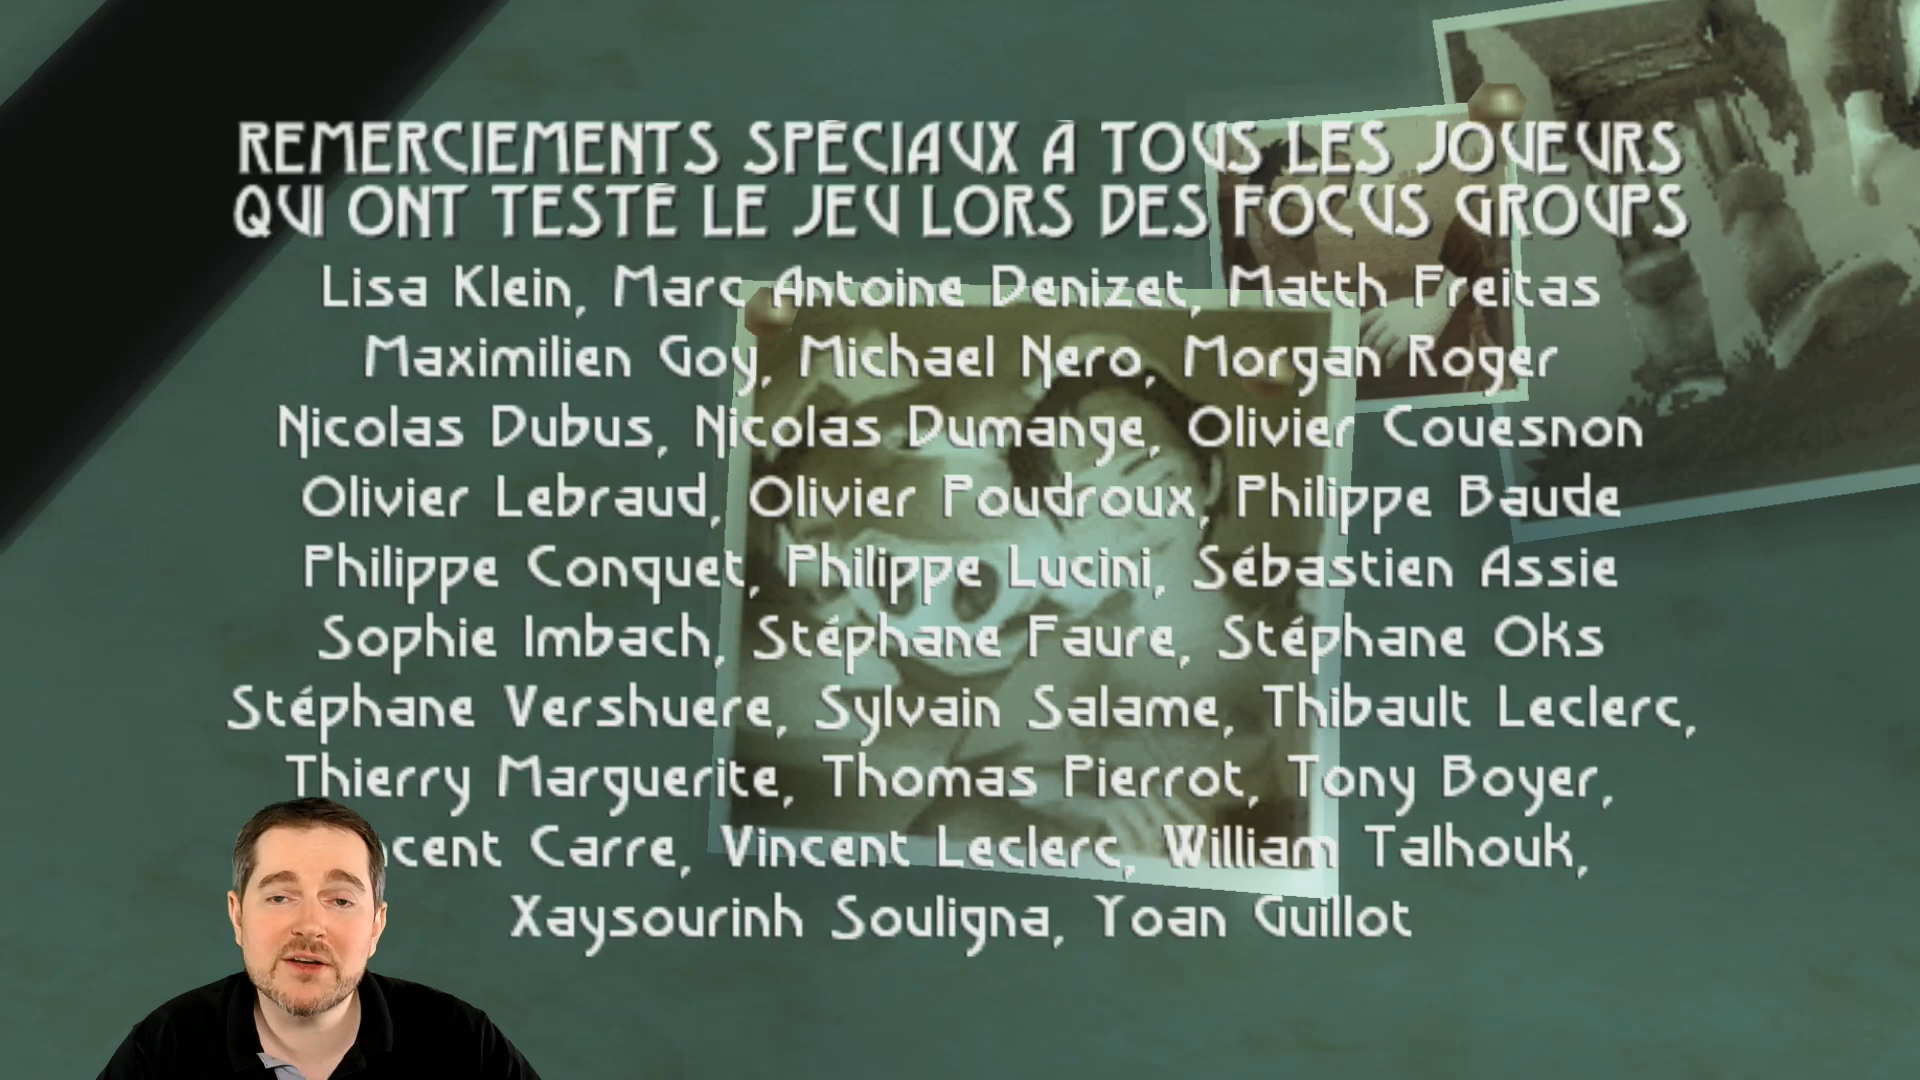 REMERCIEMENTS SPÉCIAUX À TOUS LES JOUEURS
QUI ONT TESTÉ LE JEU LORS DES FOCUS GROUPS
Lisa Klein, Marc Antoine Denizet, Matth Freitas
Maximilien Goy, Michael Nero, Morgan Roger
Nicolas Dubus, Nicolas Dumange, Olivier Couesnon
Olivier Lebraud, Olivier Poudroux, Philippe Baude
Philippe Conquet, Philippe Lucini, Sébastien Assie
Sophie Imbach, Stéphane Faure, Stéphane Oks
Stéphane Vershuere, Sylvain Salame, Thibault Leclerc,
Thierry Marguerite, Thomas Pierrot, Tony Boyer,
Carre, Vincent Leclerc, William Talhouk,
Xaysourinh Souligna, Yoan Guillot